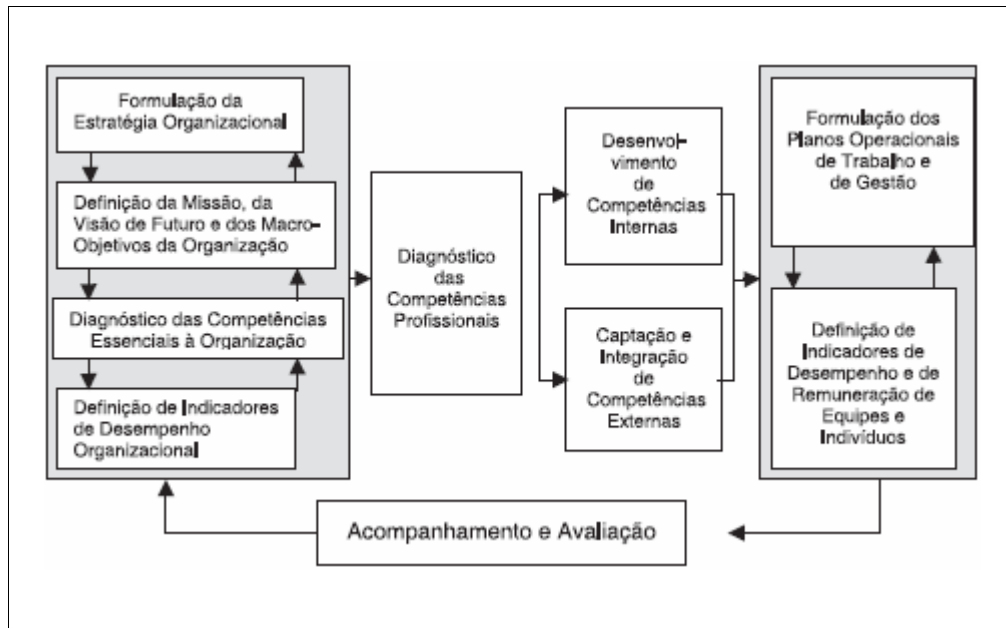 Formulação da
Estratégia Organizacional
Definição da Missão, da
Visão de Futuro e dos Macro-
Objetivos da Organização
Diagnóstico das Competências
Essenciais à Organização
Definição de Indicadores
de Desempenho
Organizacional
Diagnóstico
das
Competências
Profissionais
Desenvol-
vimento
de
Competências
Internas
Captação e
Integração
de
Competências
Externas
Formulação dos
Planos Operacionais
de Trabalho e
de Gestão
Definição de
Indicadores de
Desempenho e de
Remuneração de
Equipes e
Indivíduos
Acompanhamento e Avaliação